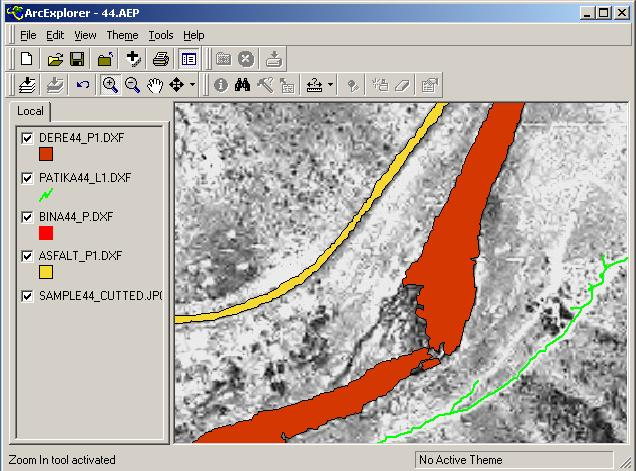 ArcExplorer - 44.AEP
File Edit View Theme Tools Help
Local
DERE44_P1.DXF
PATIKA44_L1.DXF
BINA44_P.DXF
ASFALT_P1.DXF
SAMPLE44_CUTTED.JP
Zoom In tool activated
No Active Theme